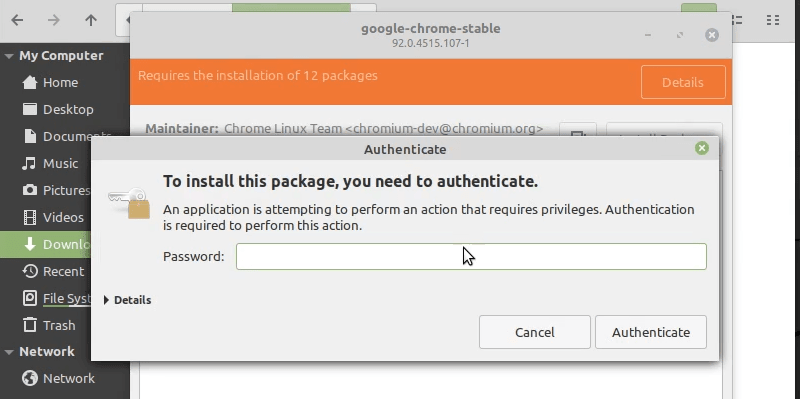 google-chrome-stable
92.0.4515.107-1
My Computer
Requires the installation of 12 packages
Details
Home
Desktop
Maintainer: Chrome Linux Team <chromium-dev@chromium.org>
Documents
Authenticate
Music
To install this package, you need to authenticate.
Pictures
An application is attempting to perform an action that requires privileges. Authentication
is required to perform this action.
Videos
Downlo
Password:
Recent
File Syst
Details
Trash
Cancel
Authenticate
Network
Network